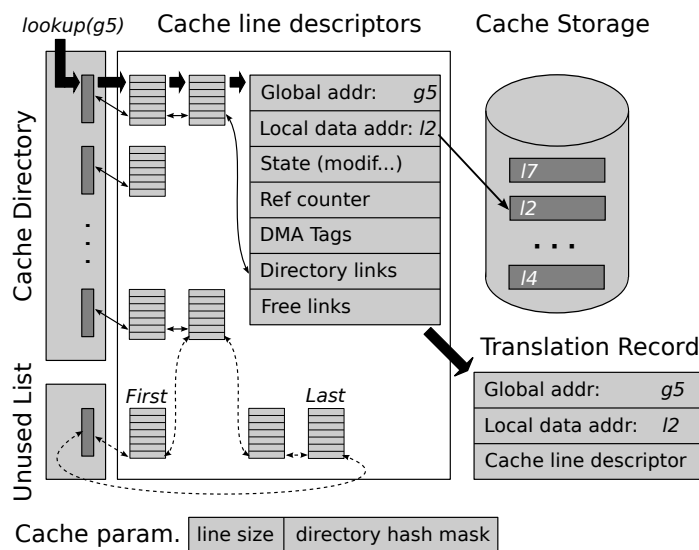 lookup(g5)
Cache line descriptors
Cache Storage
Cache Directory
Global addr: g5
Local data addr: l2
State (modif...)
Ref counter
DMA Tags
Directory links
Free links
l7
l2
...
l4
Unused List
First
Last
Translation Record
Global addr: g5
Local data addr: l2
Cache line descriptor
Cache param.
line size
directory hash mask